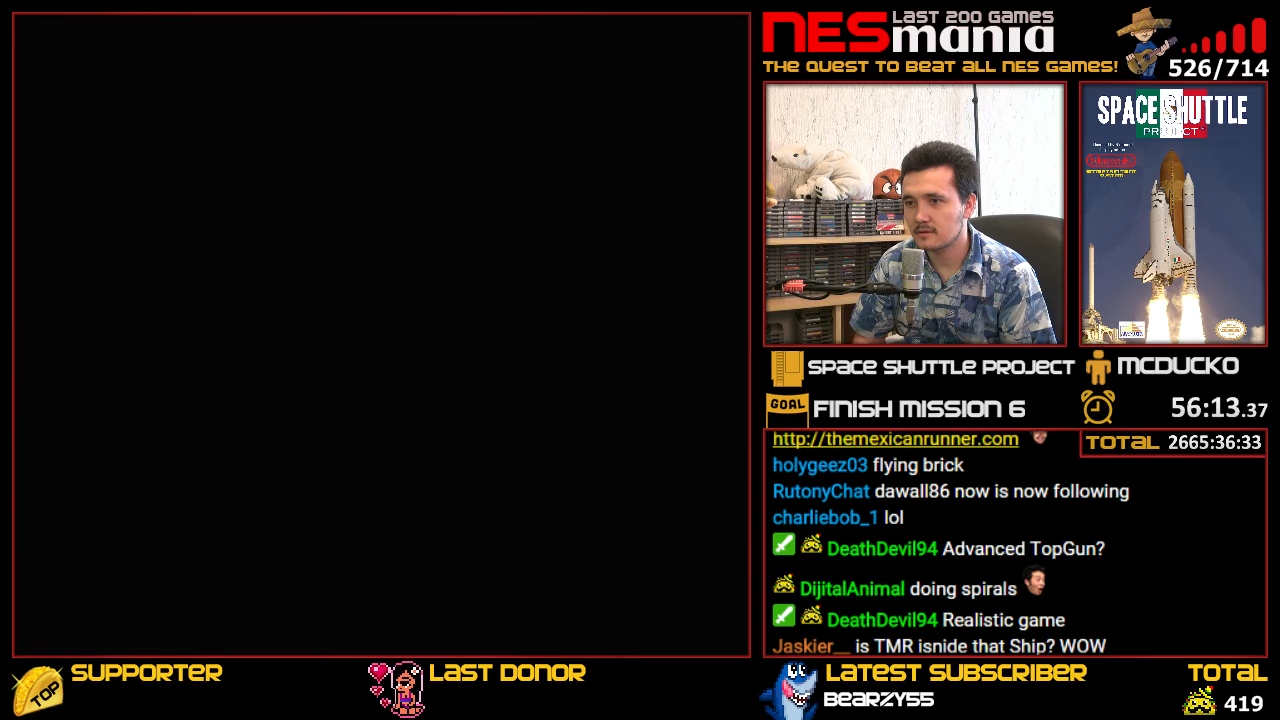 NESmania
LAST 200 GAMES
THE QUEST TO BEAT ALL NES GAMES!
526/714
SPACE SHUTTLE
PROJECT
Nintendo
SPACE SHUTTLE PROJECT
MCDUCKO
GOAL
FINISH MISSION 6
56:13.37
TOTAL 2665:36:33
http://themexicanrunner.com
holygeez03 flying brick
RutonyChat dawall86 now is now following
charliebob_1 lol
DeathDevil94 Advanced TopGun?
DijitalAnimal doing spirals
DeathDevil94 Realistic game
Jaskier__ is TMR isnide that Ship? WOW
TOP
SUPPORTER
LAST DONOR
LATEST SUBSCRIBER
BEARZY55
TOTAL
419